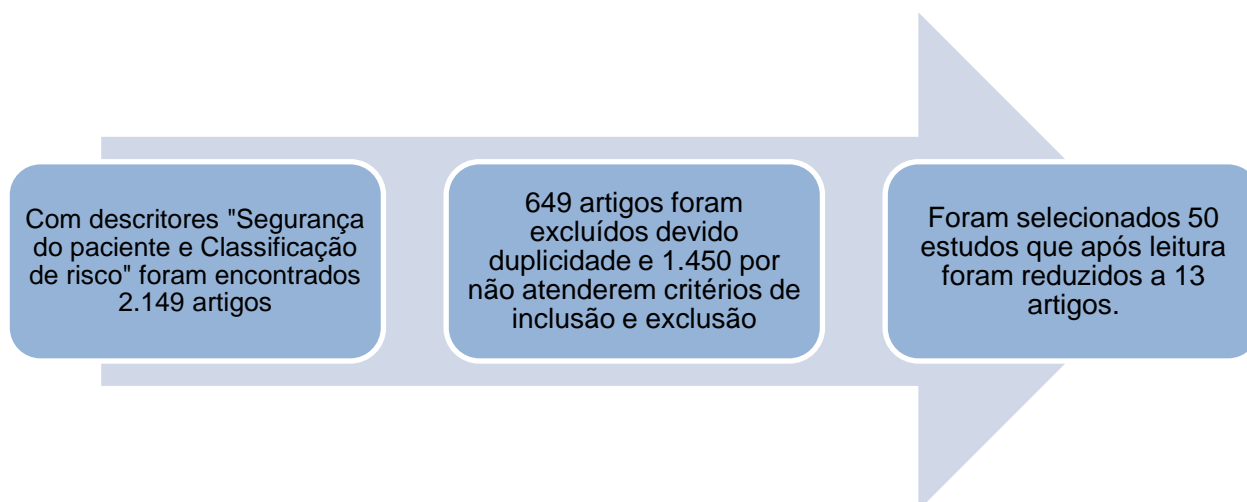 Com descritores "Segurança
do paciente e Classificação
de risco" foram encontrados
2.149 artigos
649 artigos foram
excluídos devido
duplicidade e 1.450 por
não atenderem critérios de
inclusão e exclusão
Foram selecionados 50
estudos que após leitura
foram reduzidos a 13
artigos.